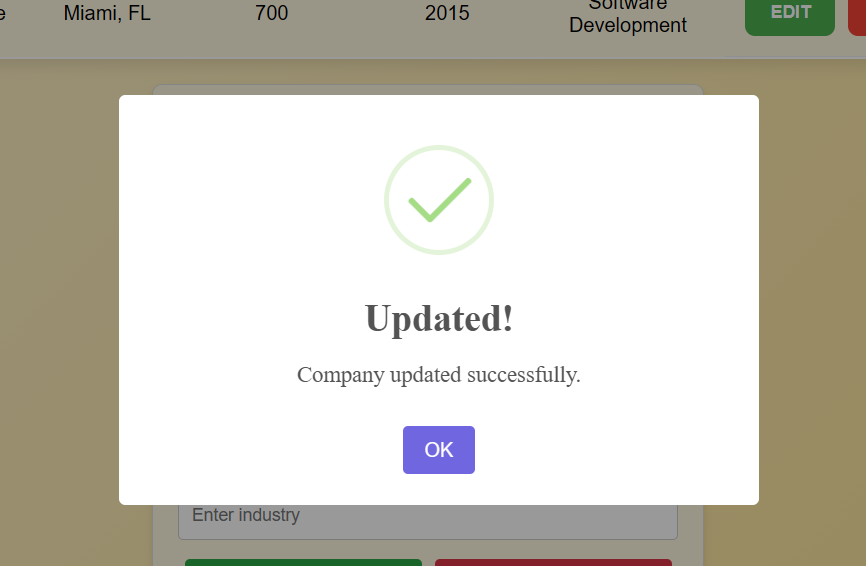 Miami, FL 700 2015 Software
Development
EDIT
Updated!
Company updated successfully.
OK
Enter industry